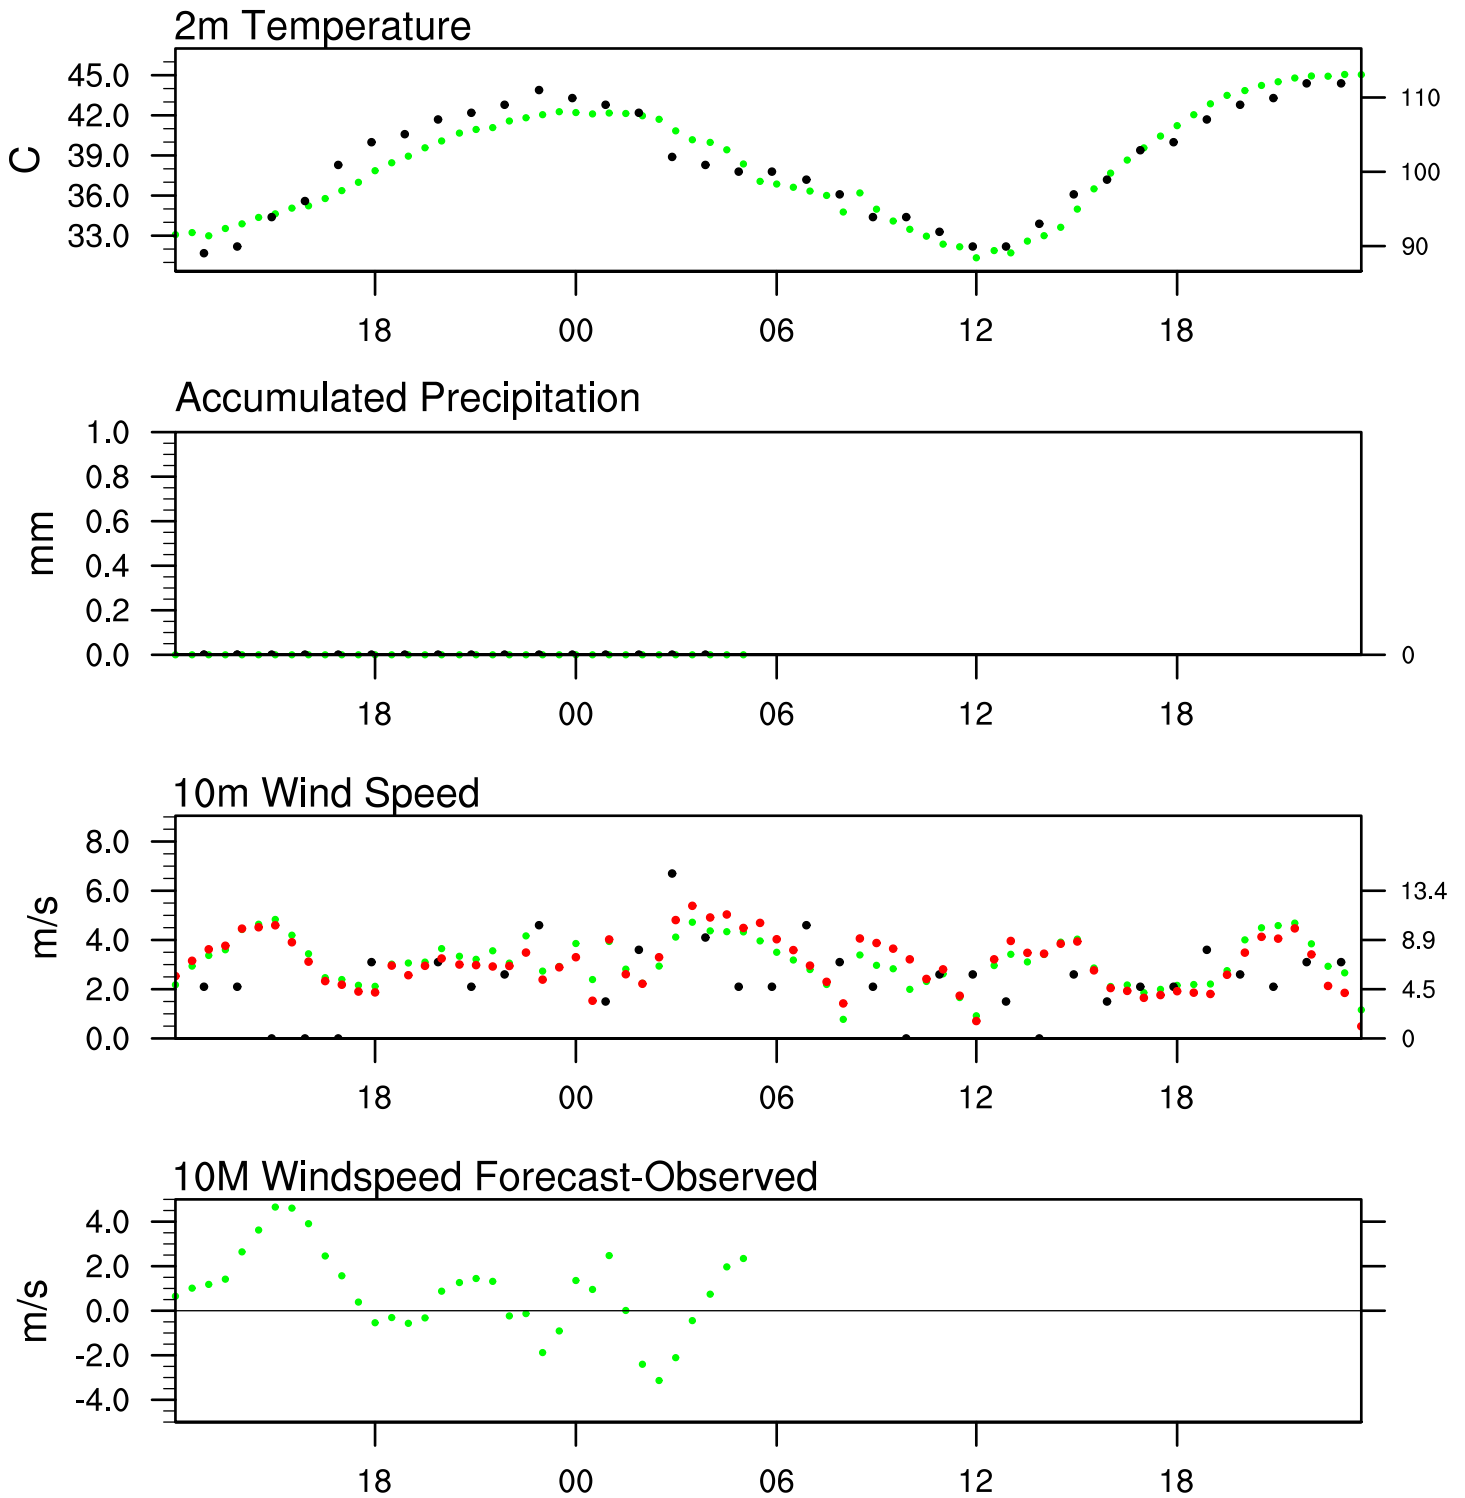 2m Temperature
45.0
42.0
39.0
36.0
33.0
C
110
100
90
18 00 06 12 18
Accumulated Precipitation
1.0
0.8
0.6
0.4
0.2
0.0
mm
0
18 00 06 12 18
10m Wind Speed
8.0
6.0
4.0
2.0
0.0
m/s
13.4
8.9
4.5
0
18 00 06 12 18
10M Windspeed Forecast-Observed
4.0
2.0
0.0
-2.0
-4.0
m/s
18 00 06 12 18